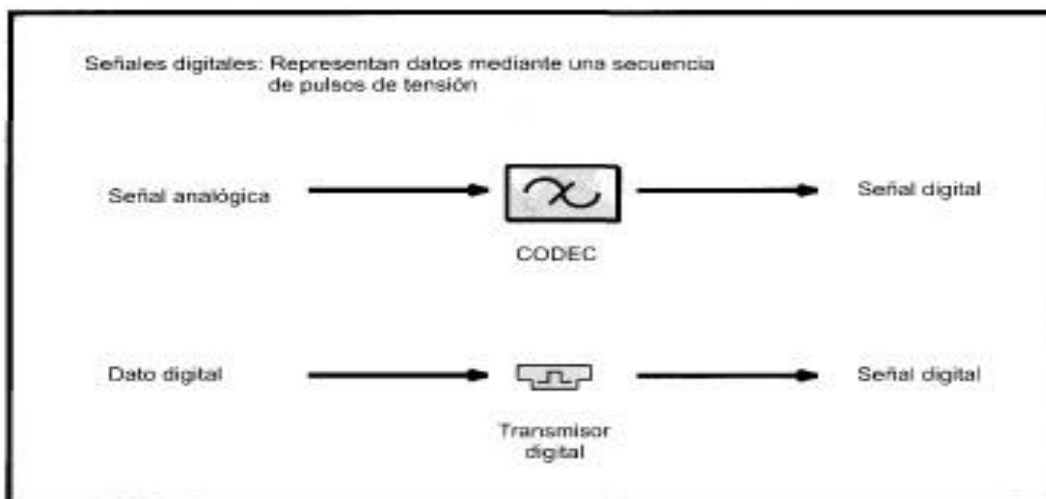 Señales digitales: Representan datos mediante una secuencia
de pulsos de tensión
Señal analógica
Señal digital
CODEC
Dato digital
Señal digital
Transmisor
digital